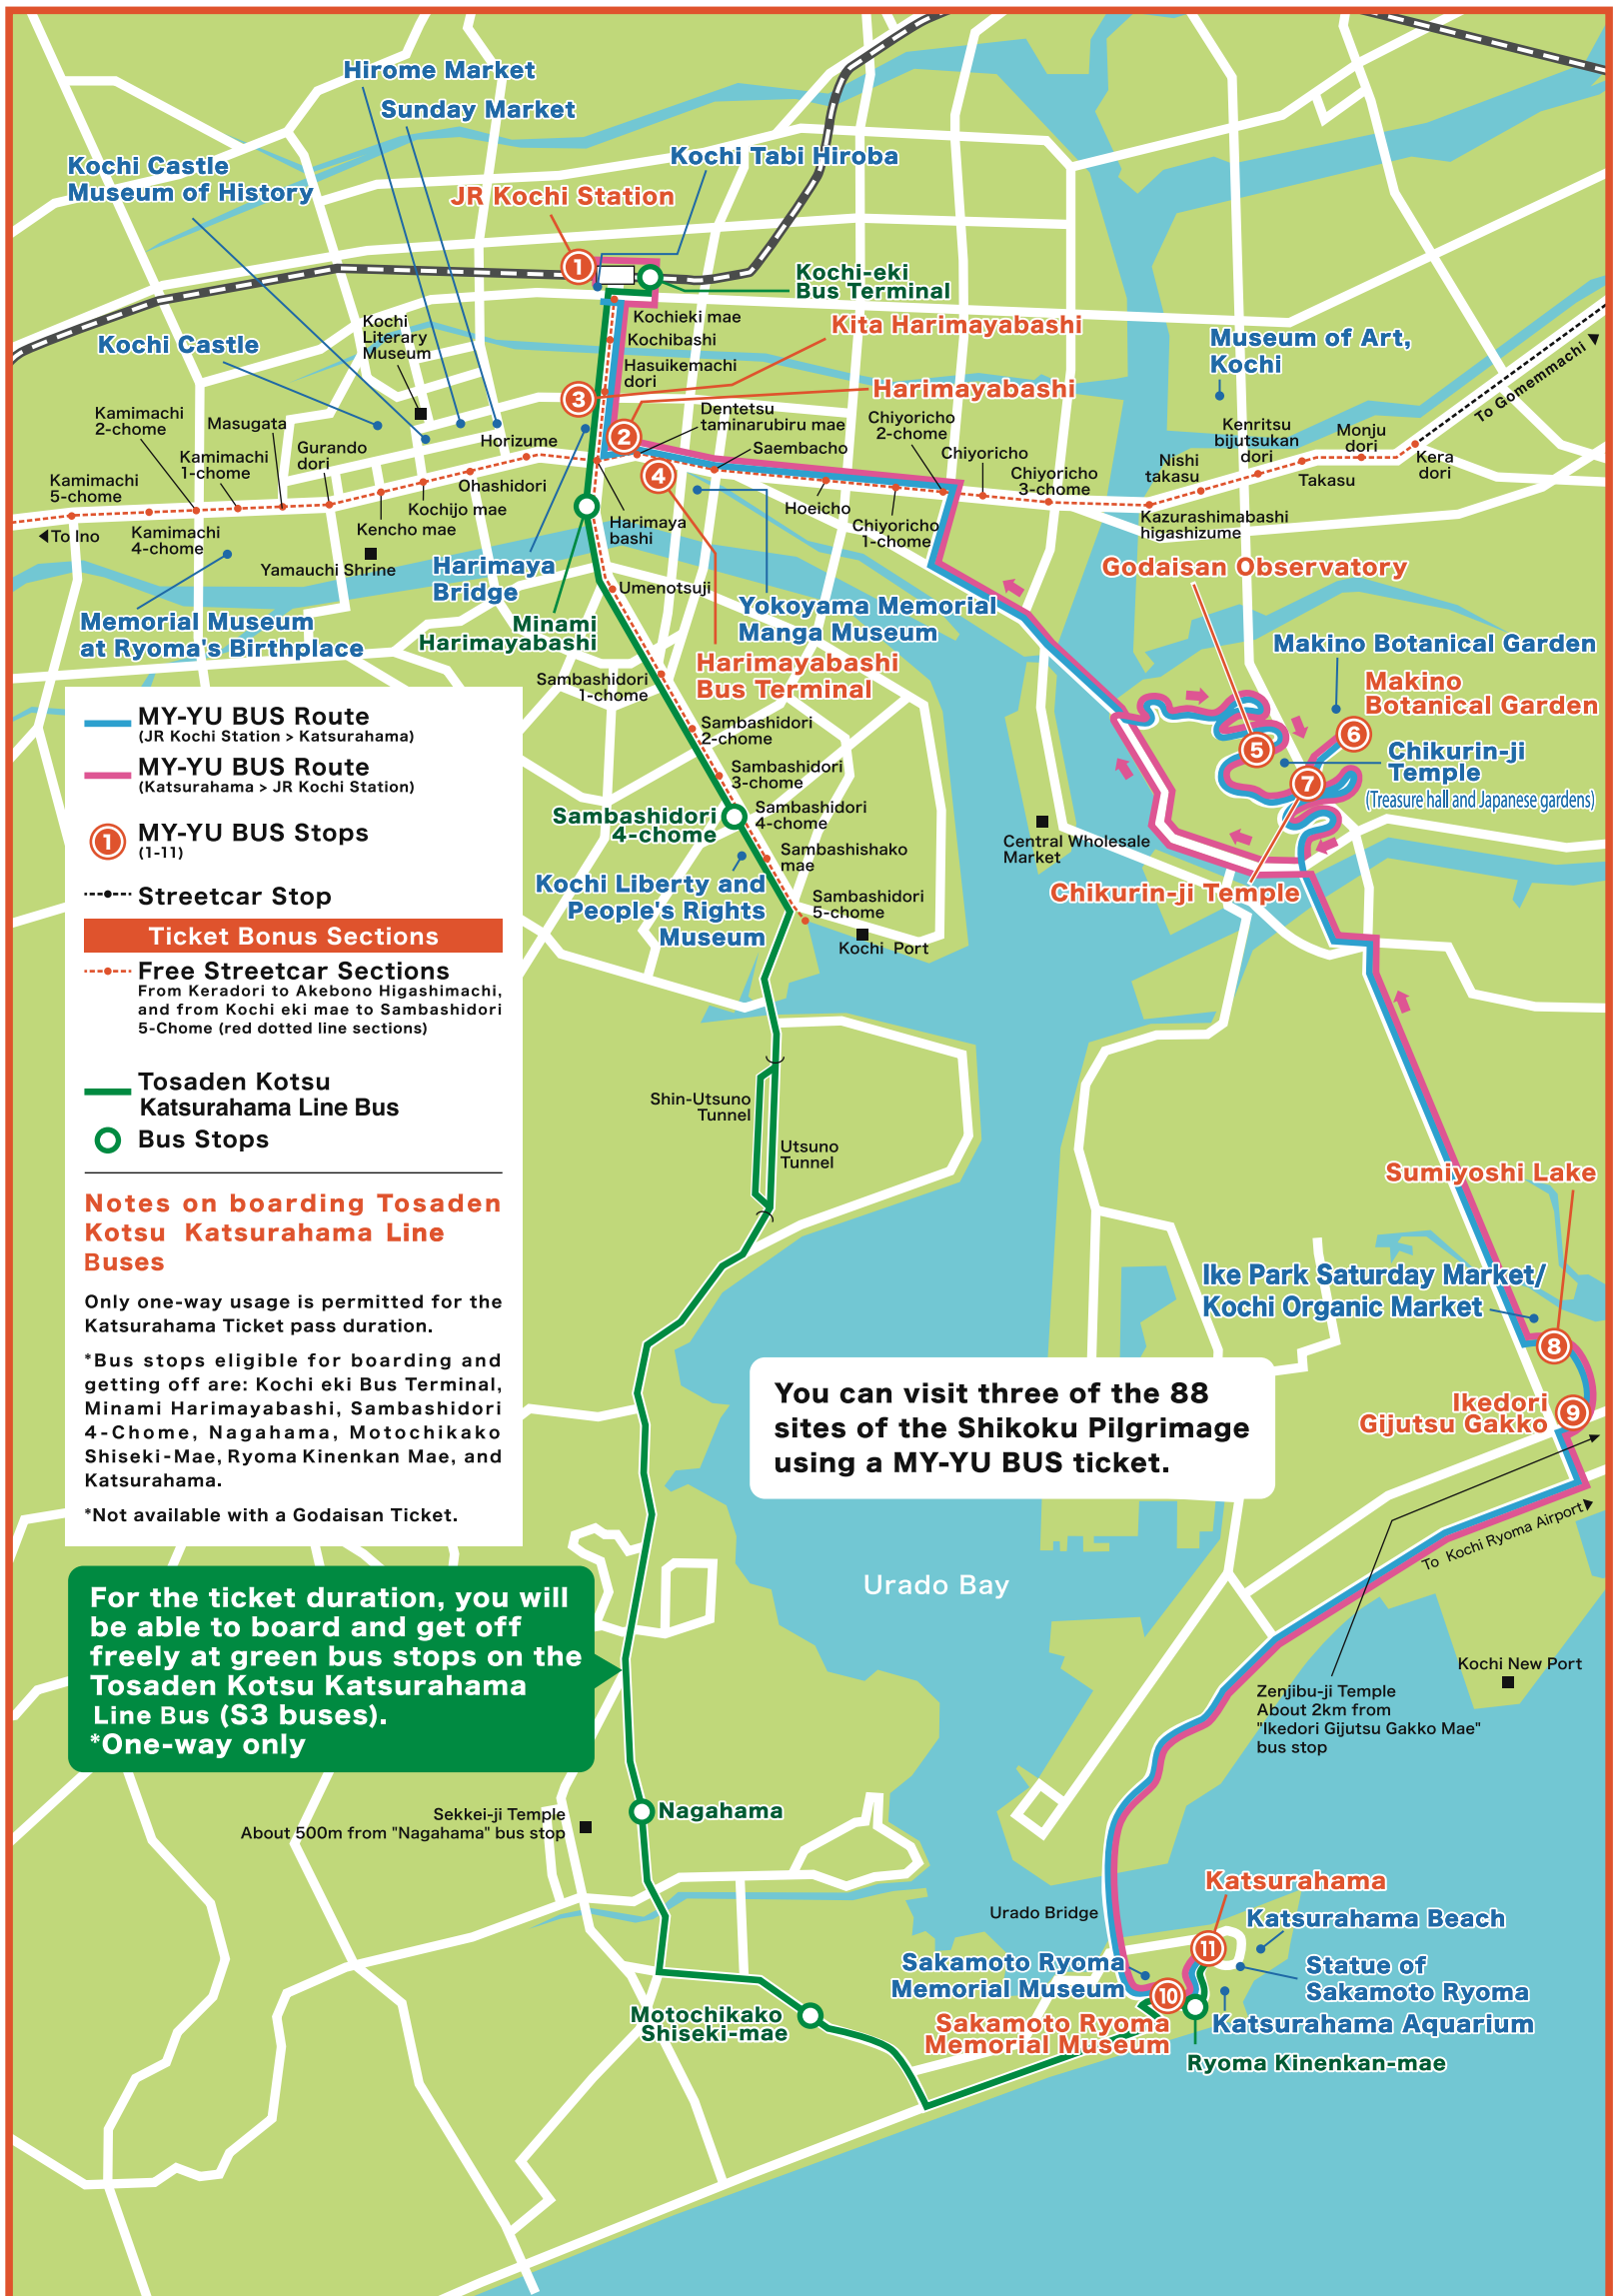 Hirome Market
Sunday Market
Kochi Castle
Museum of History
Kochi Tabi Hiroba
JR Kochi Station
1
Kochi-eki
Bus Terminal
Kochieki mae
Kita Harimayabashi
Kochi
Literary
Museum
Kochi Castle
Kochibashi
Museum of Art,
Kochi
Hasuikemachi
dori
Harimayabashi
3
To Gomemmachi
Kamimachi
2-chome
Masugata
Dentetsu
taminarubiru mae
Chiyoricho
2-chome
Kenritsu
bijutsukan
dori
Monju
dori
2
Horizume
Gurando
dori
Saembacho
Chiyoricho
Kera
dori
Kamimachi
1-chome
Nishi
takasu
Kamimachi
5-chome
4
Chiyoricho
3-chome
Takasu
Ohashidori
Kochijo mae
Hoeicho
Kencho mae
Harimaya
bashi
Chiyoricho
1-chome
Kazurashimabashi
higashizume
To Ino
Kamimachi
4-chome
Yamauchi Shrine
Harimaya
Bridge
Godaisan Observatory
Umenotsuji
Yokoyama Memorial
Manga Museum
Memorial Museum
at Ryoma's Birthplace
Minami
Harimayabashi
Makino Botanical Garden
Harimayabashi
Bus Terminal
Makino
Botanical Garden
Sambashidori
1-chome
Sambashidori
2-chome
6
5
Chikurin-ji
Temple
(Treasure hall and Japanese gardens)
7
Sambashidori
3-chome
Sambashidori
4-chome
Sambashidori
4-chome
Central Wholesale
Market
Sambashishako
mae
Kochi Liberty and
People's Rights
Museum
Chikurin-ji Temple
Sambashidori
5-chome
Kochi Port
MY-YU BUS Route
(JR Kochi Station > Katsurahama)
MY-YU BUS Route
(Katsurahama > JR Kochi Station)
1
MY-YU BUS Stops
(1-11)
Streetcar Stop
Ticket Bonus Sections
Free Streetcar Sections
From Keradori to Akebono Higashimachi,
and from Kochi eki mae to Sambashidori
5-Chome (red dotted line sections)
Tosaden Kotsu
Katsurahama Line Bus
Bus Stops
Notes on boarding Tosaden
Kotsu Katsurahama Line
Buses
Only one-way usage is permitted for the
Katsurahama Ticket pass duration.
*Bus stops eligible for boarding and
getting off are: Kochi eki Bus Terminal,
Minami Harimayabashi, Sambashidori
4-Chome, Nagahama, Motochikako
Shiseki-Mae, Ryoma Kinenkan Mae, and
Katsurahama.
*Not available with a Godaisan Ticket.
Shin-Utsuno
Tunnel
Utsuno
Tunnel
Sumiyoshi Lake
Ike Park Saturday Market/
Kochi Organic Market
8
You can visit three of the 88
sites of the Shikoku Pilgrimage
using a MY-YU BUS ticket.
Ikedori
Gijutsu Gakko
9
To Kochi Ryoma Airport
Urado Bay
For the ticket duration, you will
be able to board and get off
freely at green bus stops on the
Tosaden Kotsu Katsurahama
Line Bus (S3 buses).
*One-way only
Kochi New Port
Zenjibu-ji Temple
About 2km from
"Ikedori Gijutsu Gakko Mae"
bus stop
Sekkei-ji Temple
About 500m from "Nagahama" bus stop
Nagahama
Katsurahama
Urado Bridge
Katsurahama Beach
11
Sakamoto Ryoma
Memorial Museum
Statue of
Sakamoto Ryoma
10
Motochikako
Shiseki-mae
Sakamoto Ryoma
Memorial Museum
Katsurahama Aquarium
Ryoma Kinenkan-mae